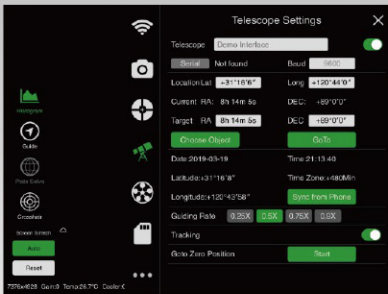 Telescope Settings
Telescope Demo Interface
Serial Not found Baud 9600
Location Lat +31°16'6" Long +120°44'0"
Current RA: 8h 14m 5s DEC: +89°0'0"
Target RA: 8h 14m 5s DEC: +89°0'0"
Choose Object GoTo
Date:2019-03-19 Time:21:13:40
Latitude:+31°16'8" Time Zone:+480Min
Longitude:+120°43'58" Sync from Phone
Guiding Rate 0.25X 0.5X 0.75X 0.9X
Tracking
Goto Zero Position Start
Histogram
Guide
Plate Solve
Crosshair
Screen Stretch
Auto
Reset
7376x4928 Gain:0 Temp:26.7°C Cooler: